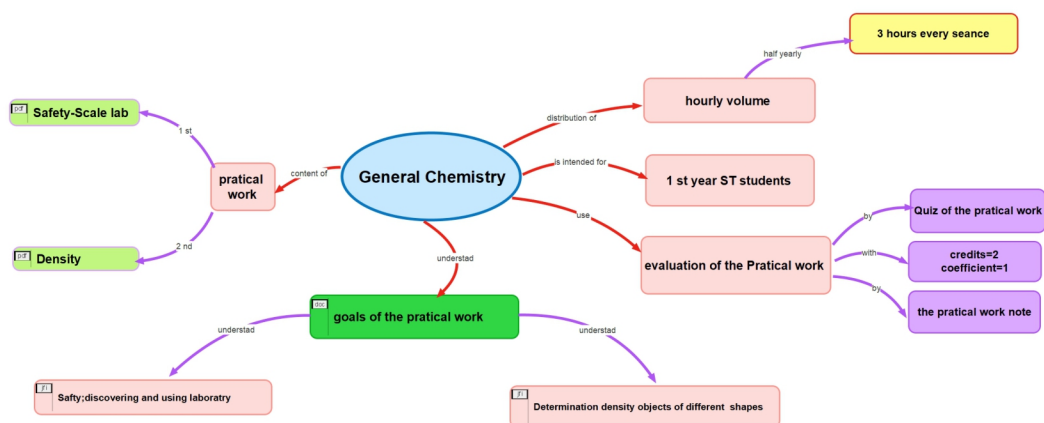 3 hours every seance
half yearly
hourly volume
distribution of
pdf
Safety-Scale lab
1 st
pratical
work
content of
General Chemistry
is intended for
1 st year ST students
use
evaluation of the Pratical work
by
Quiz of the pratical work
with
credits=2
coefficient=1
by
the pratical work note
2 nd
pdf
Density
understad
doc
goals of the pratical work
understad
understad
Safty;discovering and using laboratry
Determination density objects of different shapes